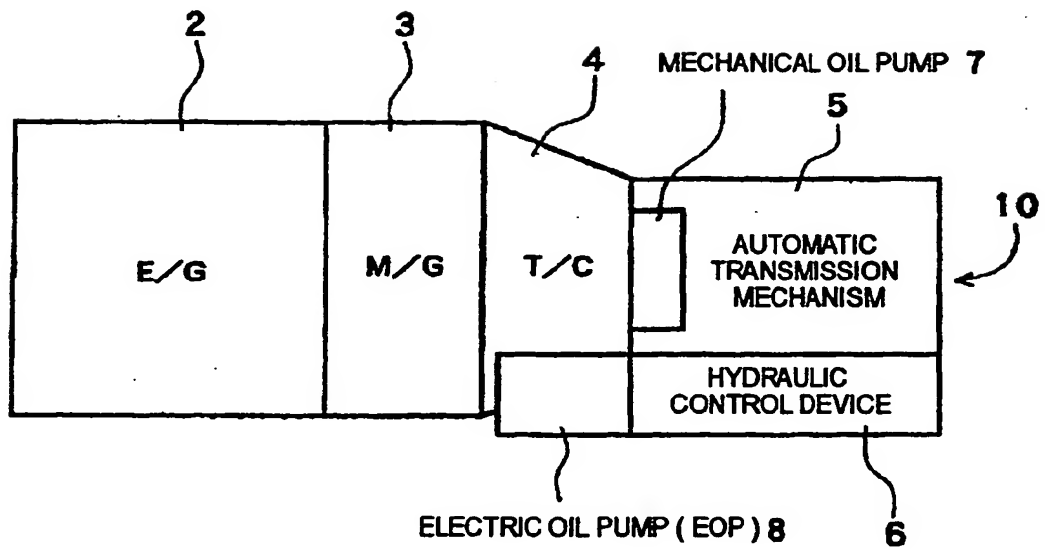 2
3
4
MECHANICAL OIL PUMP 7
5
10
E/G
M/G
T/C
AUTOMATIC
TRANSMISSION
MECHANISM
HYDRAULIC
CONTROL DEVICE
ELECTRIC OIL PUMP ( EOP ) 8
6